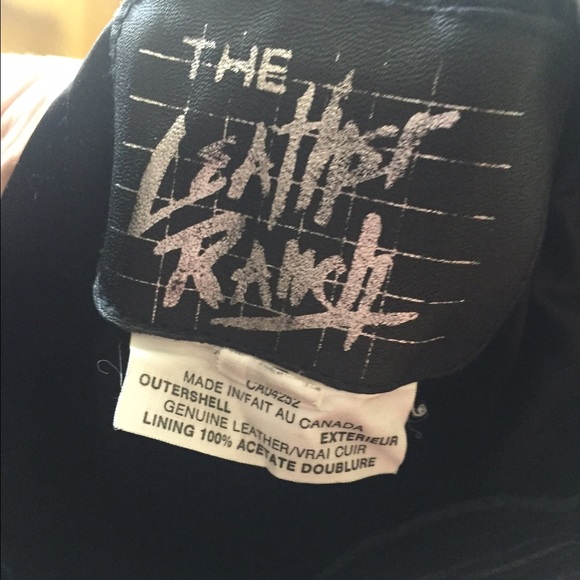 THE
LEATHER
RANCH
CA04252
MADE IN/FAIT AU CANADA
OUTERSHELL EXTERIEUR
GENUINE LEATHER/VRAI CUIR
LINING 100% ACETATE DOUBLURE